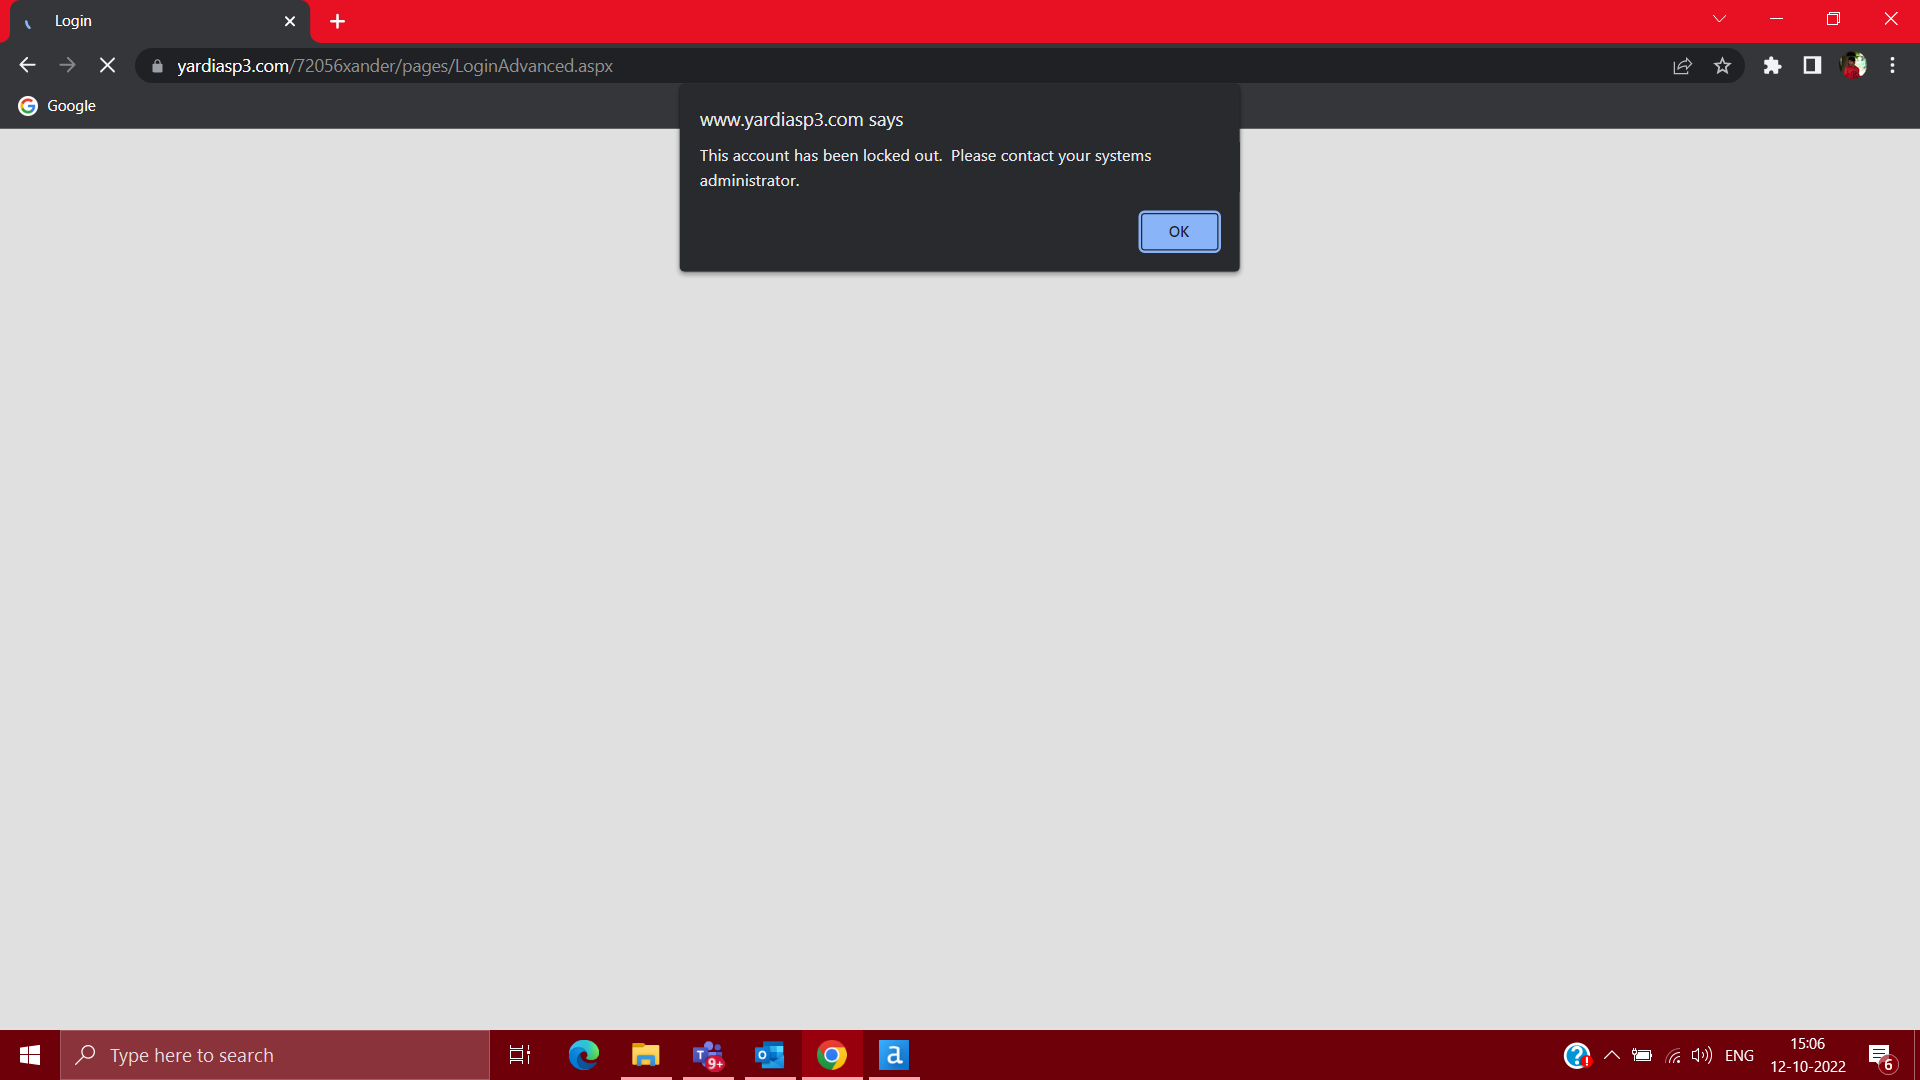 Login
yardiasp3.com/72056xander/pages/LoginAdvanced.aspx
Google
www.yardiasp3.com says
This account has been locked out.  Please contact your systems
administrator.
OK
Type here to search
T
9+
o
a
ENG
15:06
12-10-2022
6